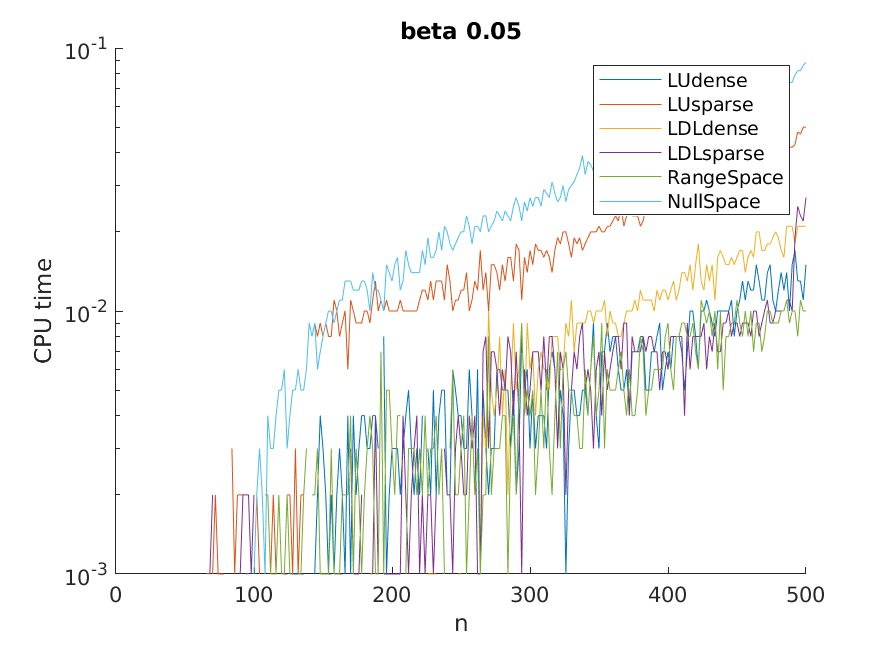 beta 0.05
10^-1
10^-2
10^-3
CPU time
LUdense
LUsparse
LDLdense
LDLsparse
RangeSpace
NullSpace
0 100 200 300 400 500
n